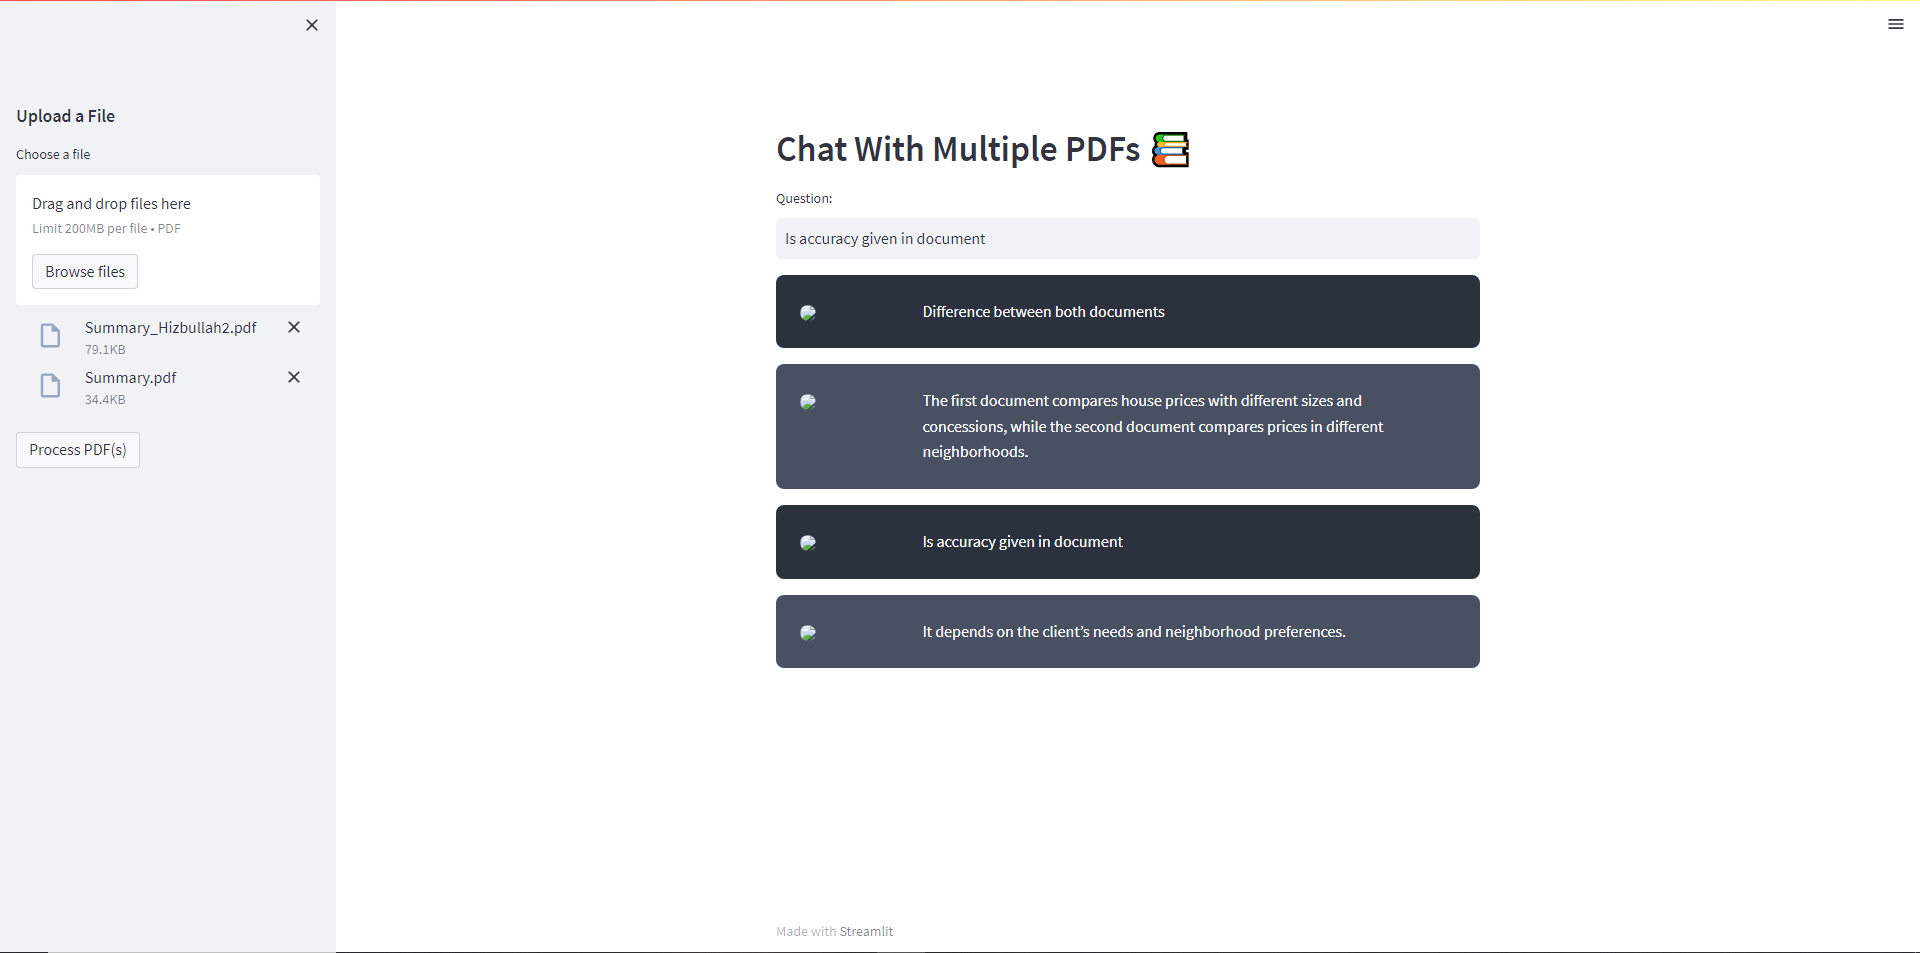 Upload a File
Choose a file
Drag and drop files here
Limit 200MB per file • PDF
Browse files
Summary_Hizbullah2.pdf
79.1KB
Summary.pdf
34.4KB
Process PDF(s)
Chat With Multiple PDFs
Question:
Is accuracy given in document
Difference between both documents
The first document compares house prices with different sizes and
concessions, while the second document compares prices in different
neighborhoods.
Is accuracy given in document
It depends on the client’s needs and neighborhood preferences.
Made with Streamlit